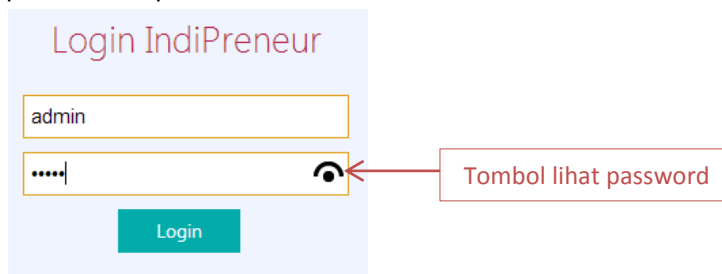 Login IndiPreneur
admin
•••••
Tombol lihat password
Login